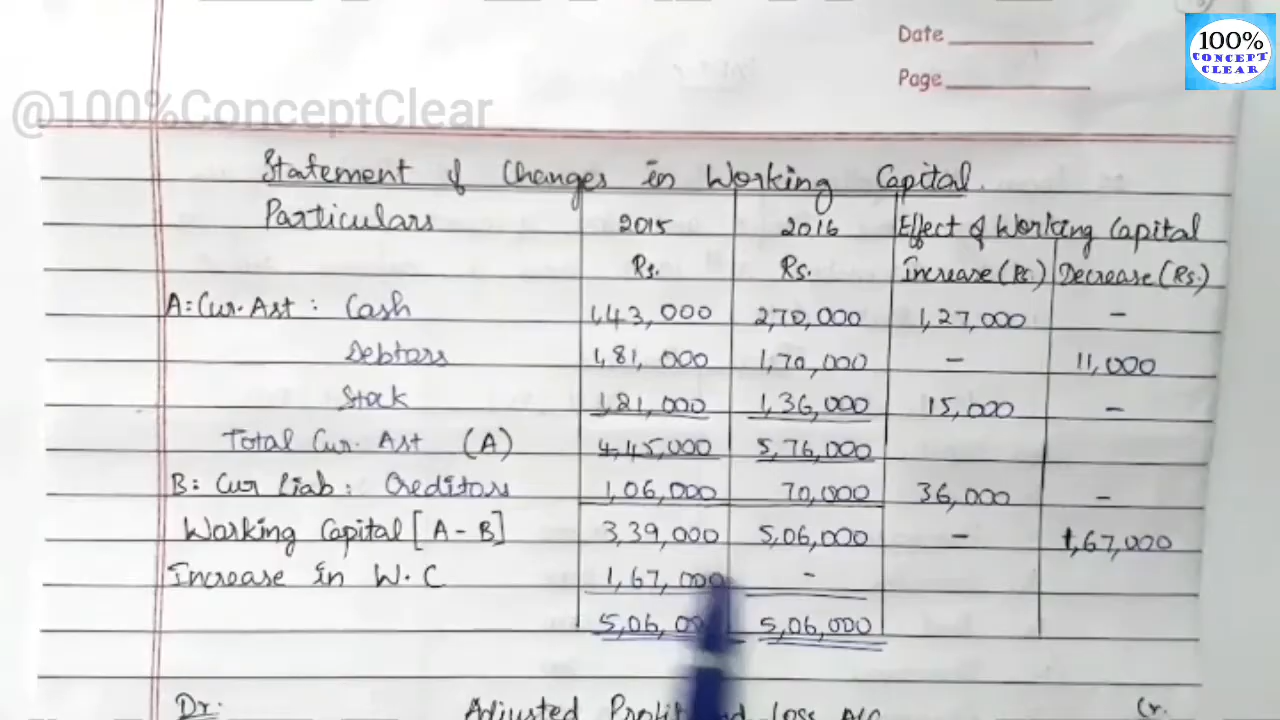 Date
100%
CONCEPT
CLEAR
Page
@100%ConceptClear
Statement of Changes in Working Capital.
Particulars 2015 2016 Effect of Working Capital
Rs. Rs. Increase (Rs.) Decrease (Rs.)
A: Cur. Ast : Cash 1,43,000 2,70,000 1,27,000 -
Debtors 1,81,000 1,70,000 - 11,000
Stock 1,21,000 1,36,000 15,000 -
Total Cur. Ast (A) 4,45,000 5,76,000
B: Cur Liab : Creditors 1,06,000 70,000 36,000 -
Working Capital [A - B] 3,39,000 5,06,000 - 1,67,000
Increase in W.C 1,67,000 -
5,06,000 5,06,000
Dr. Adjusted Profit and Loss A/C Cr.